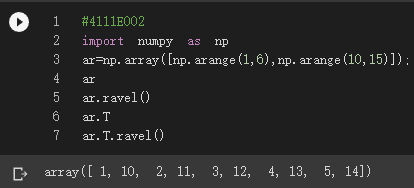 1 #4111E002
2 import numpy as np
3 ar=np.array([np.arange(1,6),np.arange(10,15)]);
4 ar
5 ar.ravel()
6 ar.T
7 ar.T.ravel()
array([ 1, 10,  2, 11,  3, 12,  4, 13,  5, 14])